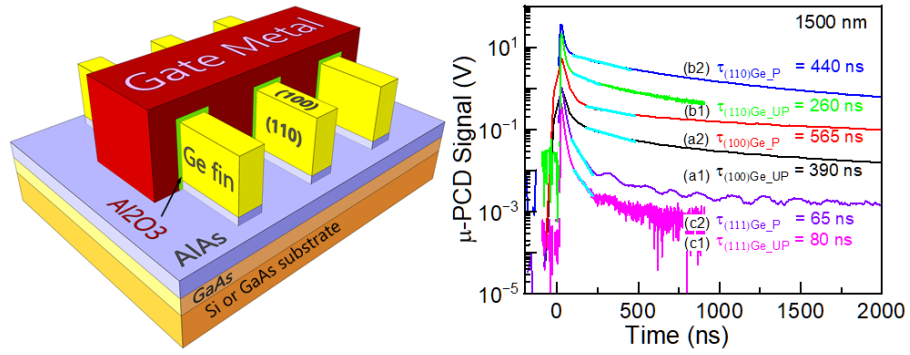 Gate Metal
(100)
(110)
Ge fin
Al2O3
AlAs
GaAs
Si or GaAs substrate
1500 nm
μ-PCD Signal (V)
10¹
10⁻¹
10⁻³
10⁻⁵
(b2) τ(110)Ge_P = 440 ns
(b1) τ(110)Ge_UP = 260 ns
(a2) τ(100)Ge_P = 565 ns
(a1) τ(100)Ge_UP = 390 ns
(c2) τ(111)Ge_P = 65 ns
(c1) τ(111)Ge_UP = 80 ns
0 500 1000 1500 2000
Time (ns)